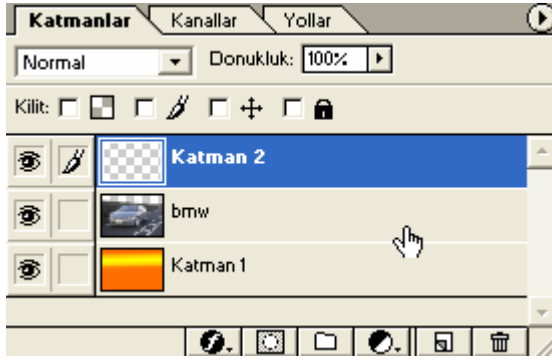 Katmanlar Kanallar Yollar
Normal Donukluk: 100%
Kilit:
Katman 2
bmw
Katman 1